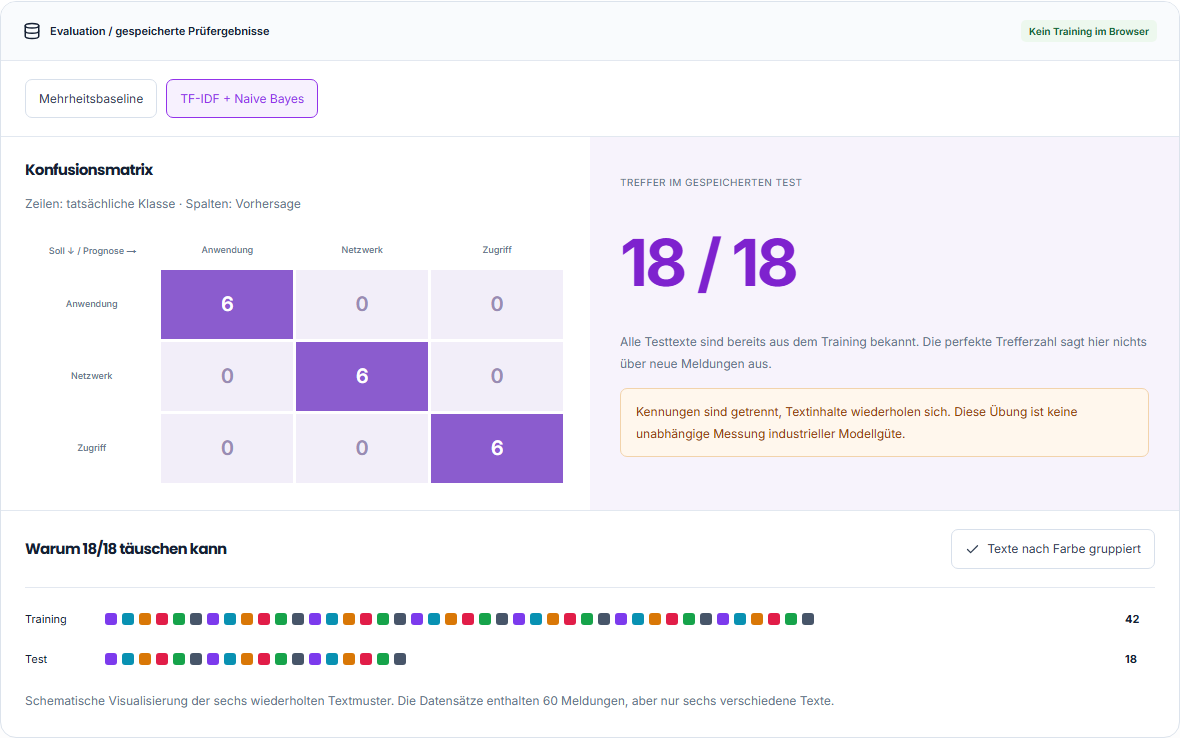 Evaluation / gespeicherte Prüfergebnisse
Kein Training im Browser
Mehrheitsbaseline
TF-IDF + Naive Bayes
Konfusionsmatrix
Zeilen: tatsächliche Klasse · Spalten: Vorhersage
Soll ↓ / Prognose → Anwendung Netzwerk Zugriff
Anwendung 6 0 0
Netzwerk 0 6 0
Zugriff 0 0 6
TREFFER IM GESPEICHERTEN TEST
18 / 18
Alle Testtexte sind bereits aus dem Training bekannt. Die perfekte Trefferzahl sagt hier nichts
über neue Meldungen aus.
Kennungen sind getrennt, Textinhalte wiederholen sich. Diese Übung ist keine
unabhängige Messung industrieller Modellgüte.
Warum 18/18 täuschen kann
Texte nach Farbe gruppiert
Training 42
Test 18
Schematische Visualisierung der sechs wiederholten Textmuster. Die Datensätze enthalten 60 Meldungen, aber nur sechs verschiedene Texte.